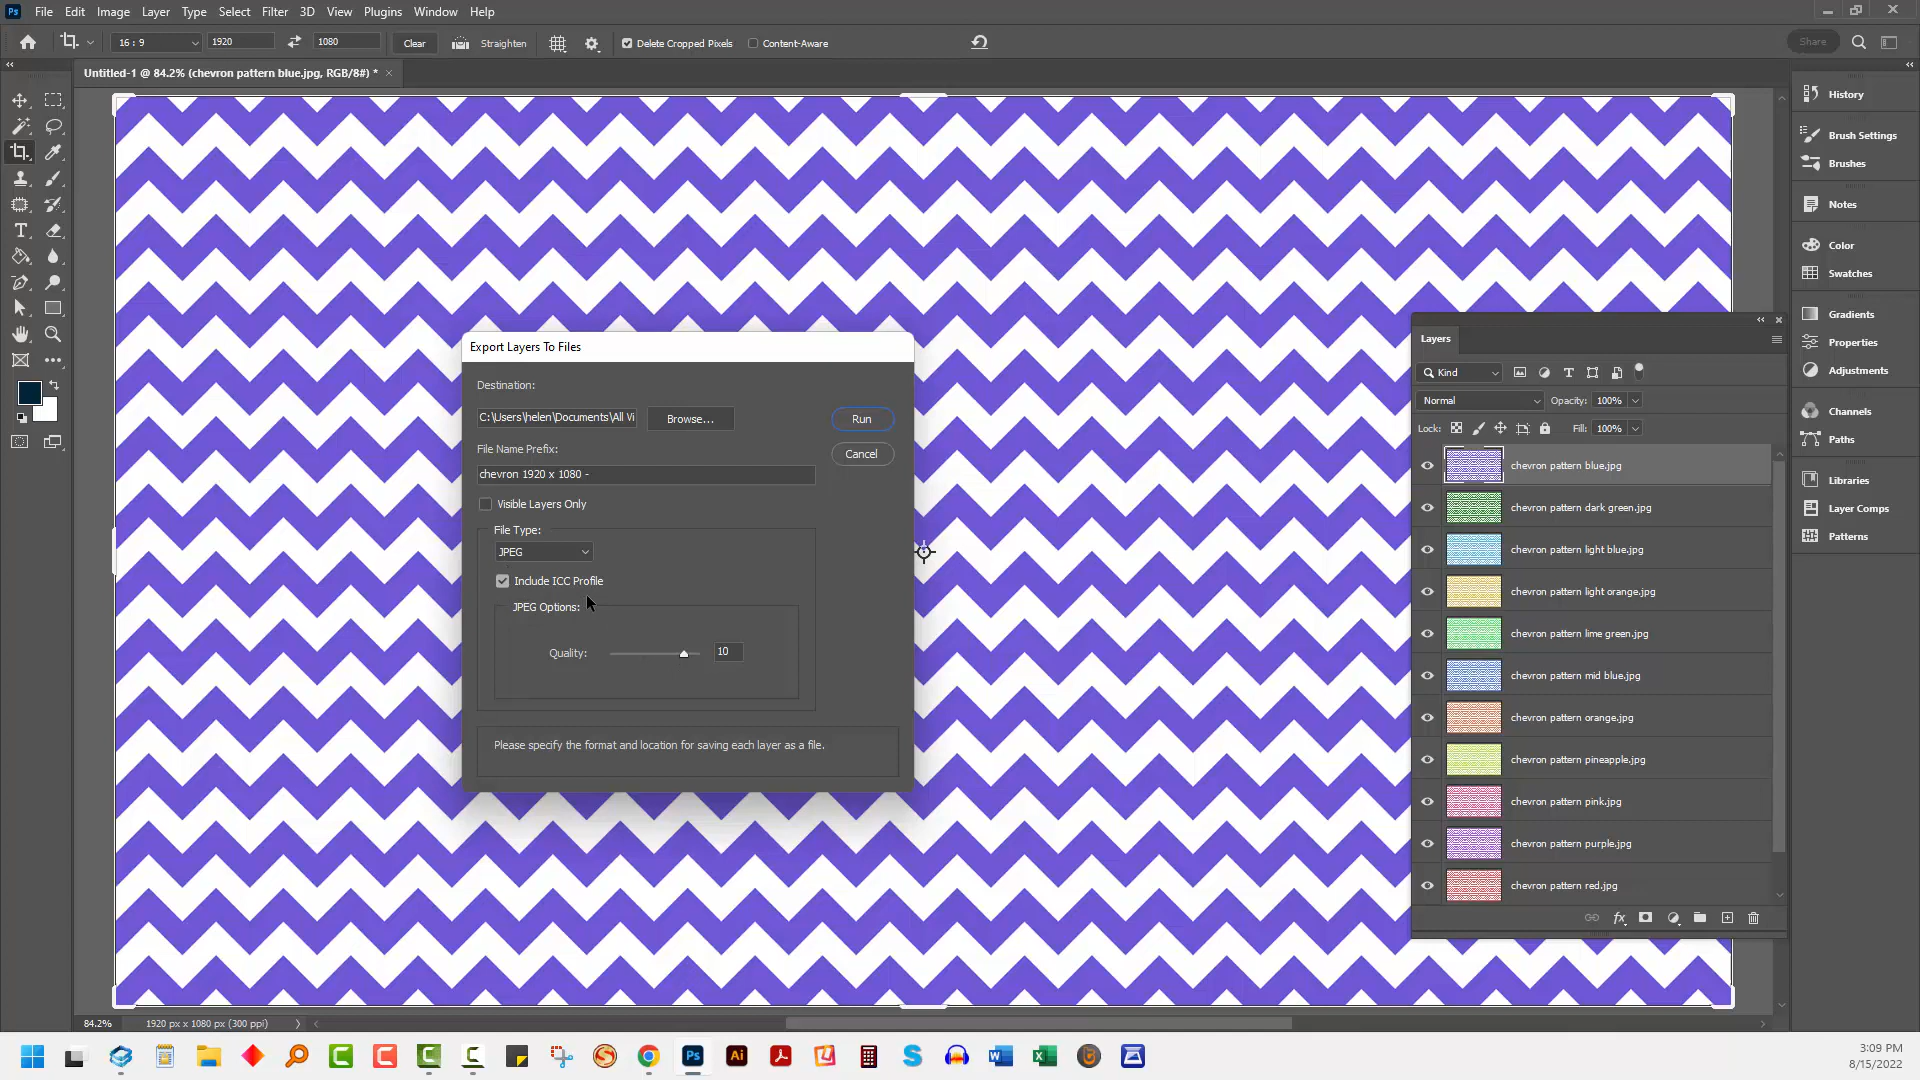 Ps File Edit Image Layer Type Select Filter 3D View Plugins Window Help
16 : 9 1920 1080 Clear Straighten Delete Cropped Pixels Content-Aware Share
Untitled-1 @ 84.2% (chevron pattern blue.jpg, RGB/8#) *
History
Brush Settings
Brushes
Notes
Color
Swatches
Gradients
Properties
Adjustments
Channels
Paths
Libraries
Layer Comps
Patterns
Export Layers To Files
Destination:
C:\Users\helen\Documents\All Vi
Browse...
Run
File Name Prefix:
Cancel
chevron 1920 x 1080 -
Visible Layers Only
File Type:
JPEG
Include ICC Profile
JPEG Options:
Quality: 10
Please specify the format and location for saving each layer as a file.
Layers
Kind
Normal Opacity: 100%
Lock: Fill: 100%
chevron pattern blue.jpg
chevron pattern dark green.jpg
chevron pattern light blue.jpg
chevron pattern light orange.jpg
chevron pattern lime green.jpg
chevron pattern mid blue.jpg
chevron pattern orange.jpg
chevron pattern pineapple.jpg
chevron pattern pink.jpg
chevron pattern purple.jpg
chevron pattern red.jpg
fx
84.2% 1920 px x 1080 px (300 ppi)
Ps Ai
3:09 PM
8/15/2022